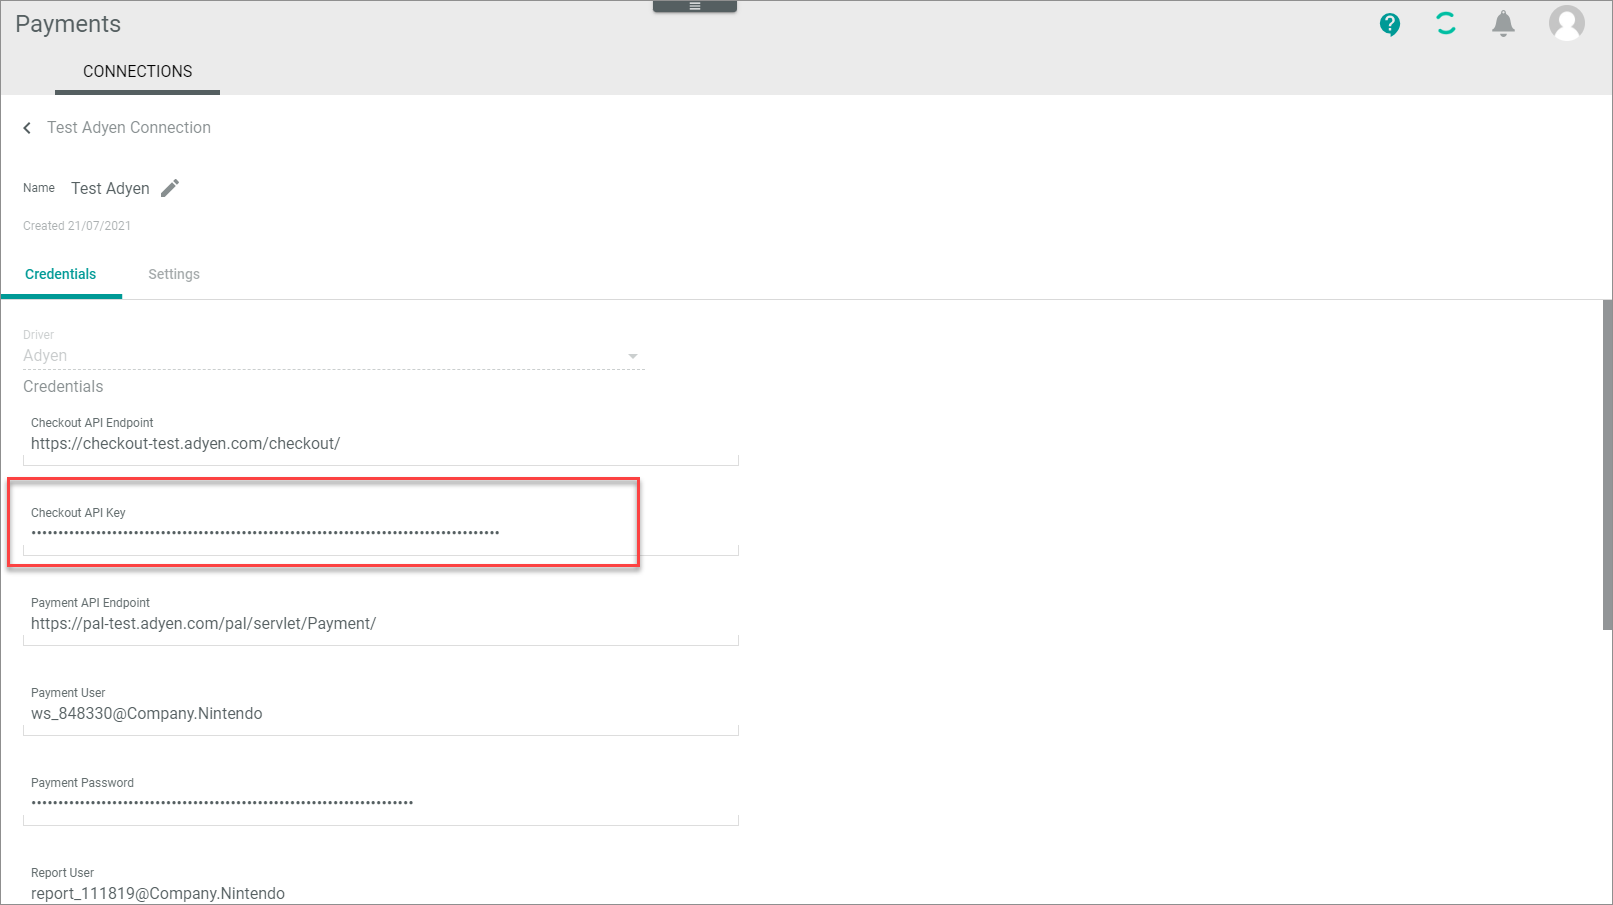 Payments
CONNECTIONS
Test Adyen Connection
Name Test Adyen
Created 21/07/2021
Credentials Settings
Driver
Adyen
Credentials
Checkout API Endpoint
https://checkout-test.adyen.com/checkout/
Checkout API Key
Payment API Endpoint
https://pal-test.adyen.com/pal/servlet/Payment/
Payment User
ws_848330@Company.Nintendo
Payment Password
Report User
report_111819@Company.Nintendo